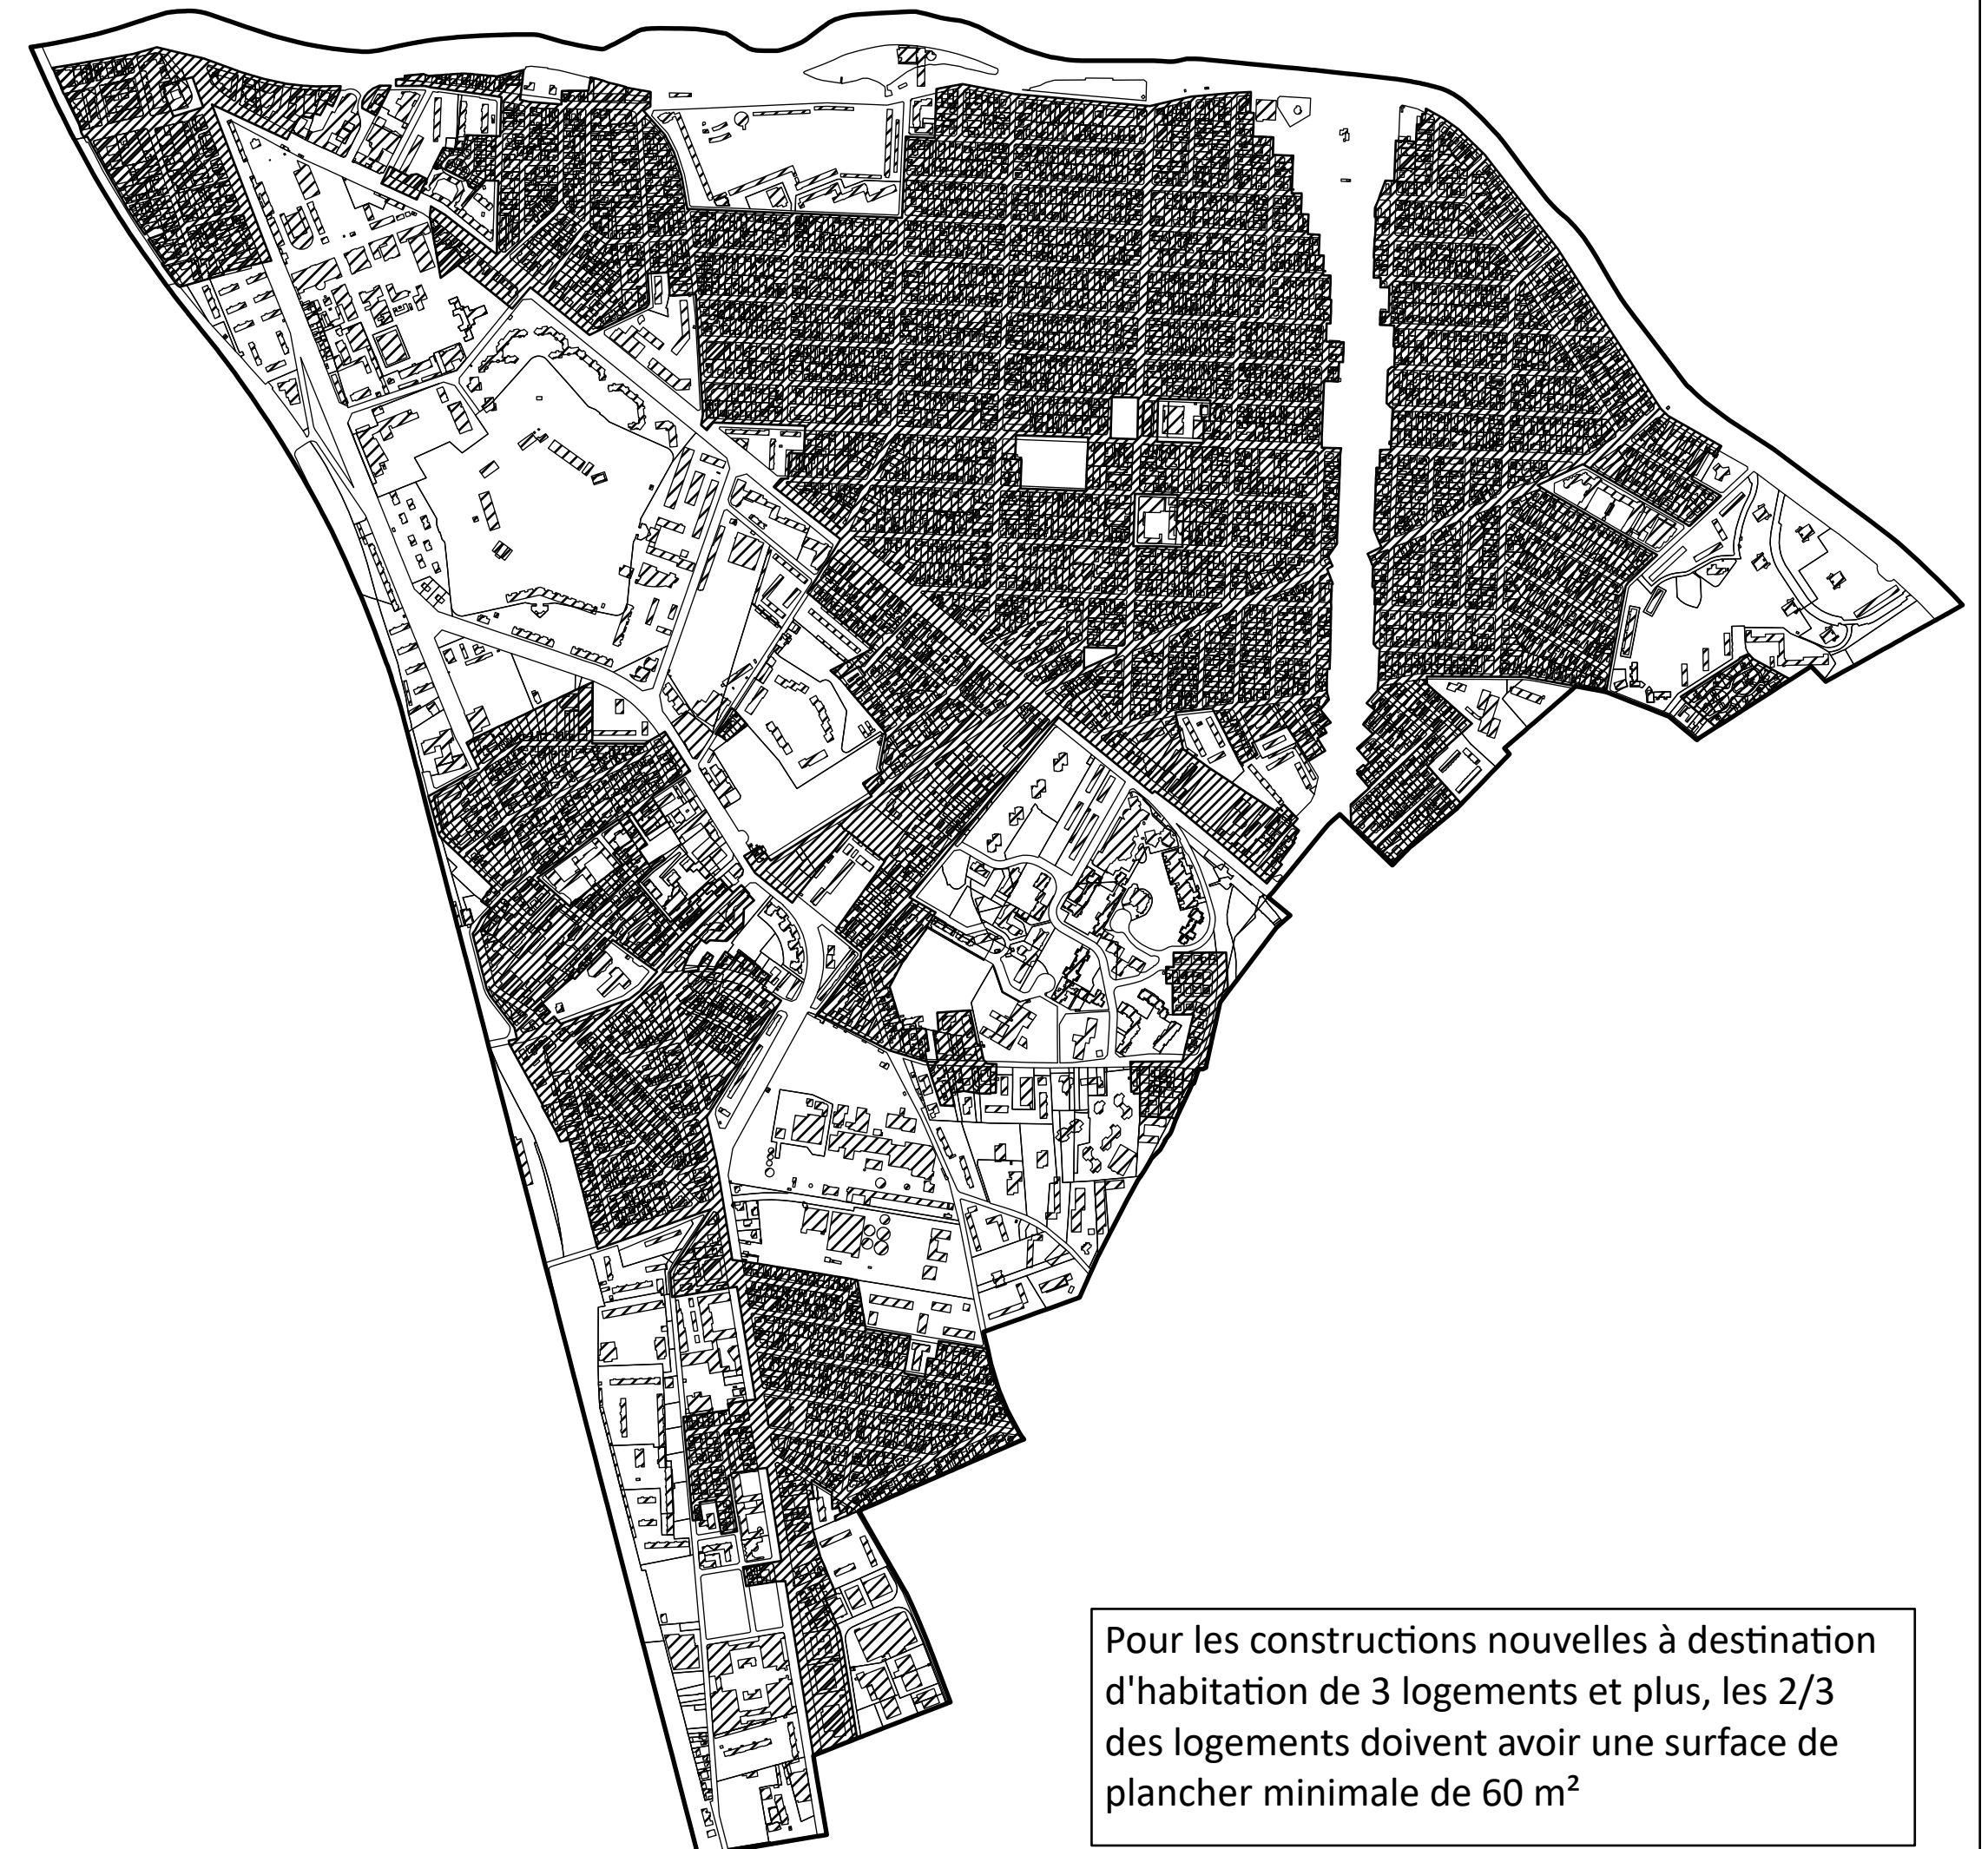 Pour les constructions nouvelles à destination
d'habitation de 3 logements et plus, les 2/3
des logements doivent avoir une surface de
plancher minimale de 60 m²